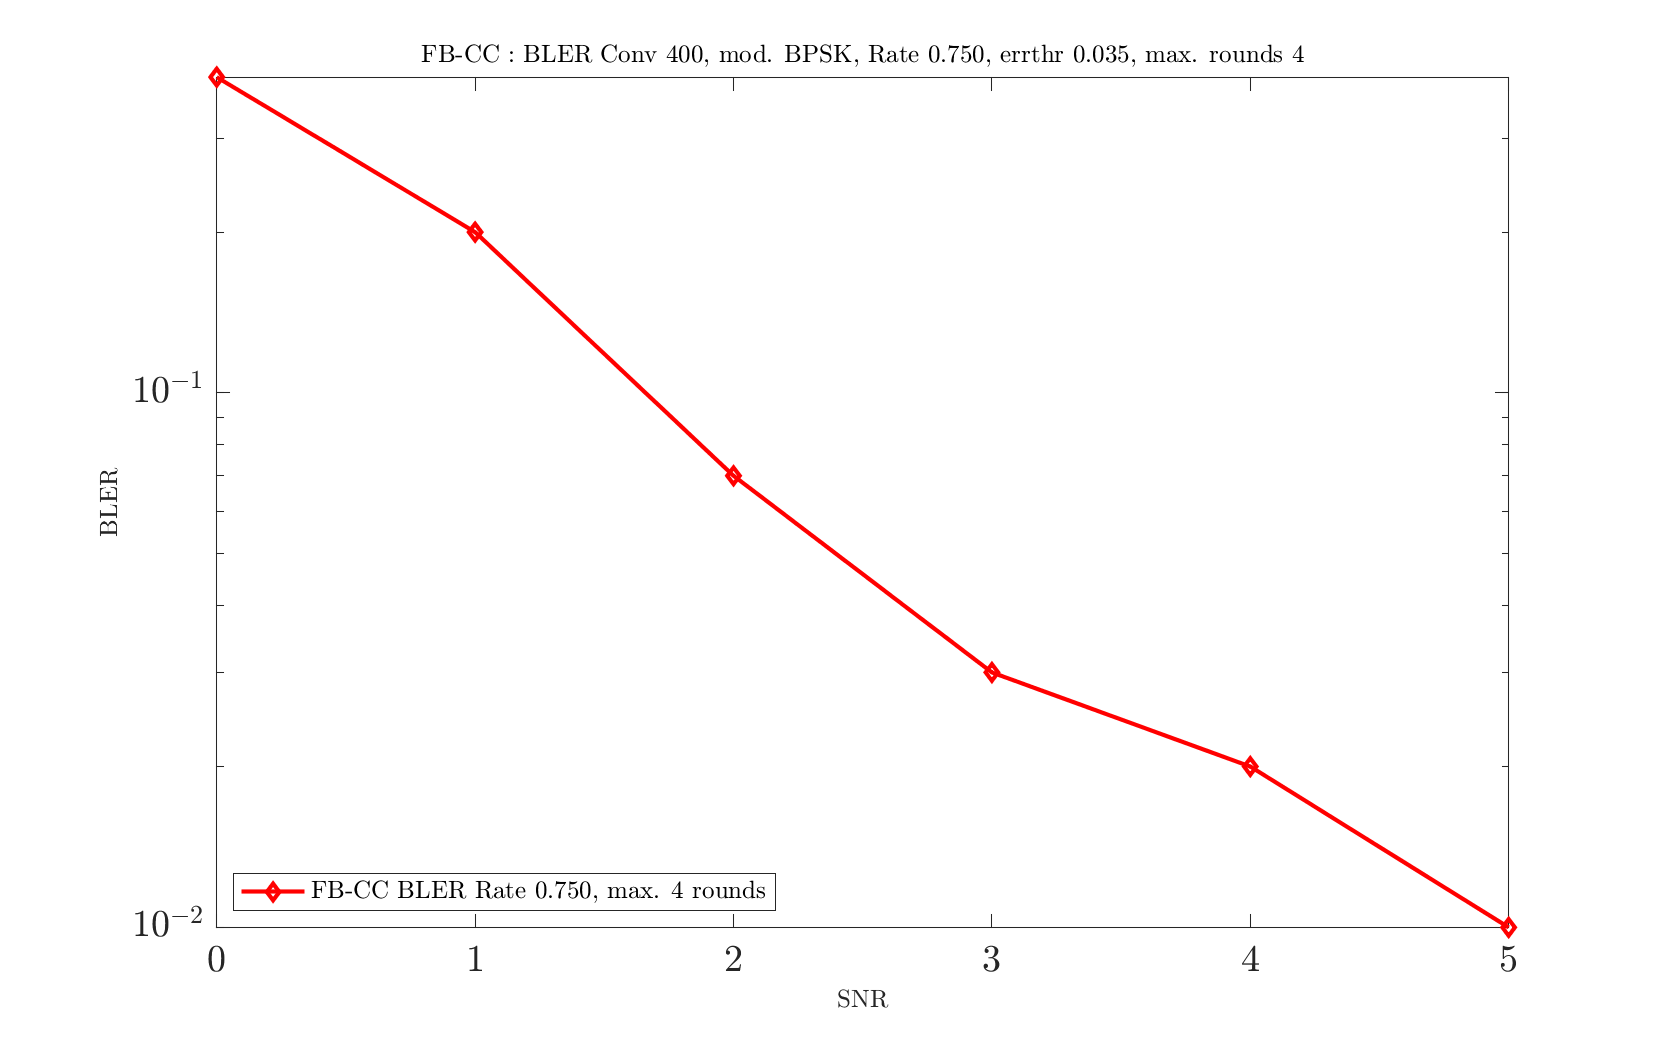 FB-CC : BLER Conv 400, mod. BPSK, Rate 0.750, errthr 0.035, max. rounds 4
10^{-1}
BLER
FB-CC BLER Rate 0.750, max. 4 rounds
10^{-2}
0 1 2 3 4 5
SNR